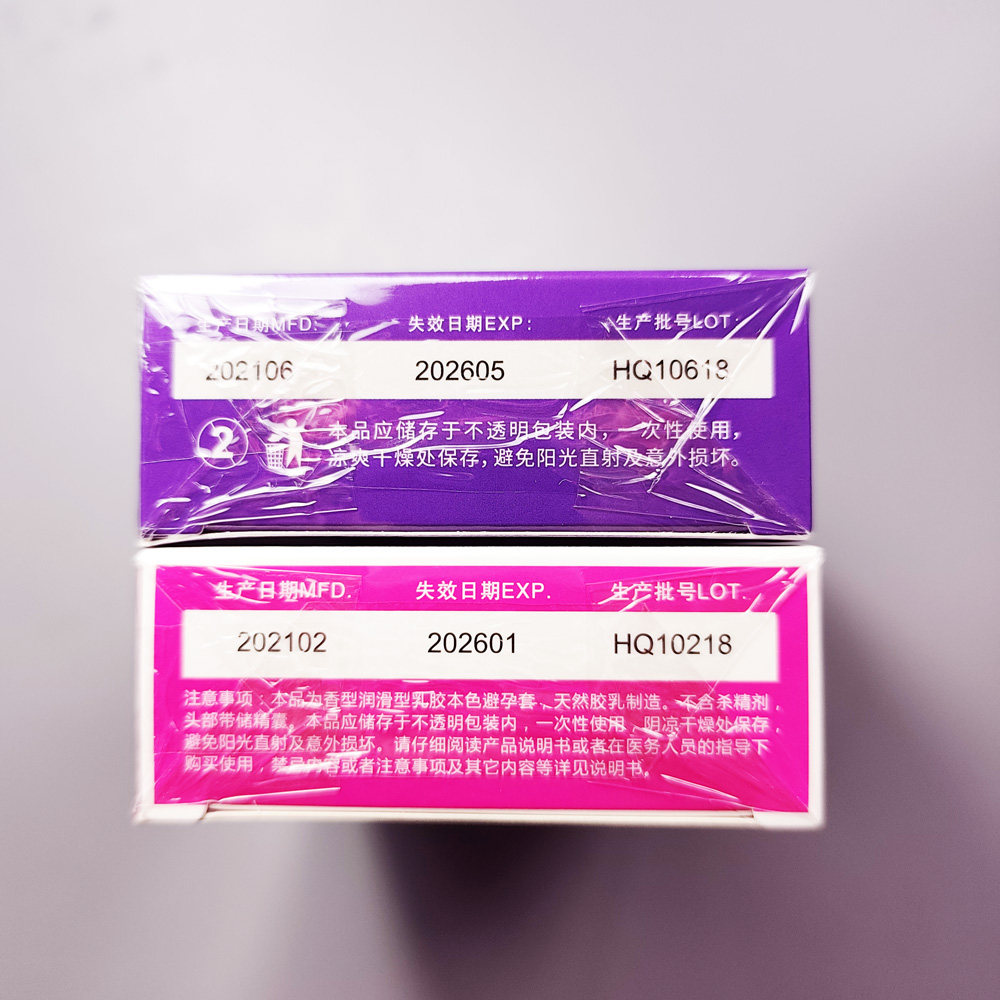 生产日期MFD: 失效日期EXP: 生产批号LOT:
202106 202605 HQ10618
2 本品应储存于不透明包装内，一次性使用，
凉爽干燥处保存，避免阳光直射及意外损坏。
生产日期MFD. 失效日期EXP. 生产批号LOT.
202102 202601 HQ10218
注意事项：本品为香型润滑型乳胶本色避孕套，天然胶乳制造。不含杀精剂，
头部带储精囊。本品应储存于不透明包装内，一次性使用，阴凉干燥处保存，
避免阳光直射及意外损坏。请仔细阅读产品说明书或者在医务人员的指导下
购买使用，禁忌内容或者注意事项及其它内容等详见说明书。